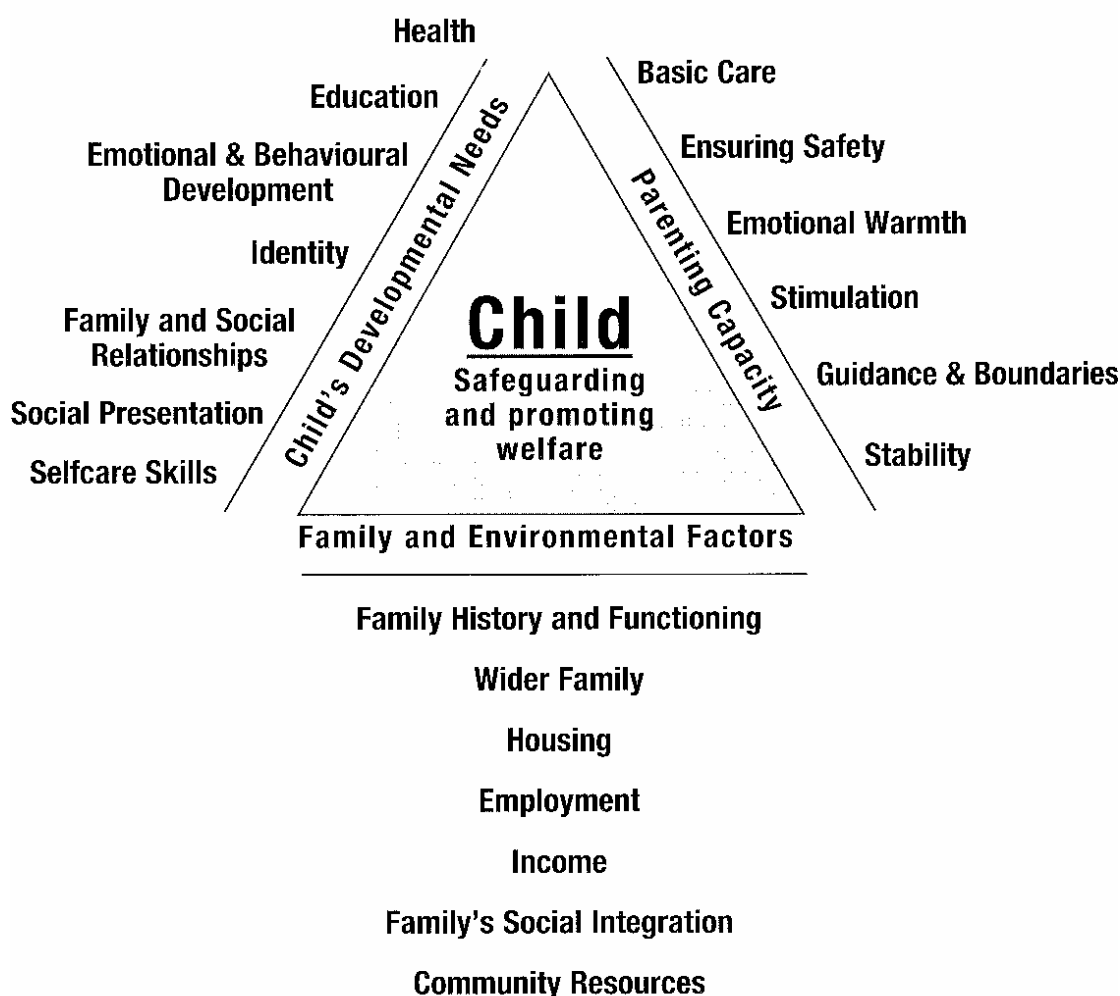 Health
Education
Emotional & Behavioural
Development
Identity
Family and Social
Relationships
Social Presentation
Selfcare Skills
Child's Developmental Needs
Basic Care
Ensuring Safety
Emotional Warmth
Stimulation
Guidance & Boundaries
Stability
Parenting Capacity
Child
Safeguarding
and promoting
welfare
Family and Environmental Factors
Family History and Functioning
Wider Family
Housing
Employment
Income
Family's Social Integration
Community Resources